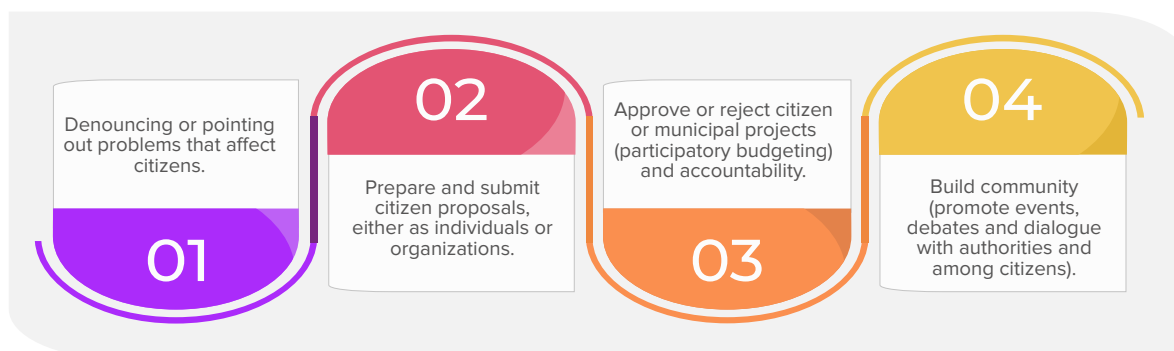 Denouncing or pointing
out problems that affect
citizens.
01
02
Prepare and submit
citizen proposals,
either as individuals or
organizations.
Approve or reject citizen
or municipal projects
(participatory budgeting)
and accountability.
03
04
Build community
(promote events,
debates and dialogue
with authorities and
among citizens).